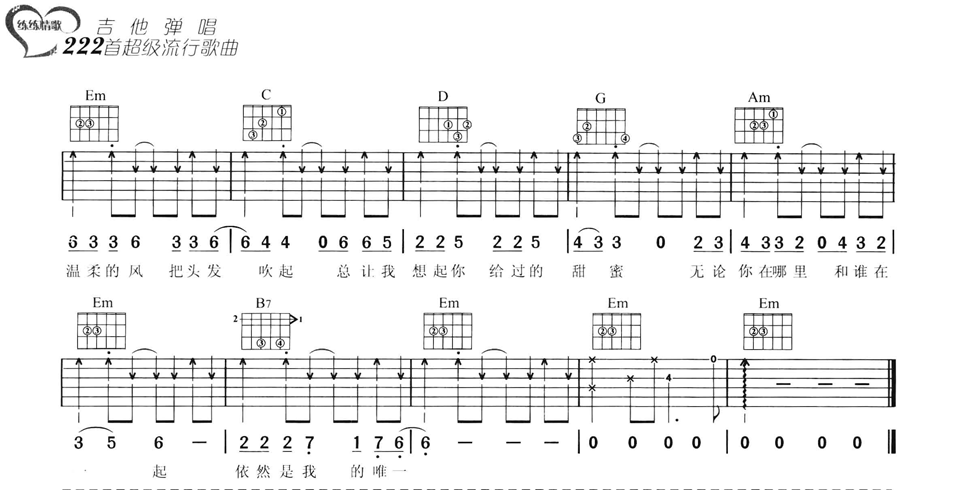 练练情歌
吉他弹唱
222首超级流行歌曲
Em C D G Am
6 3 3 6 3 3 6 | 6 4 4 0 6 6 5 | 2 2 5 2 2 5 | 4 3 3 0 2 3 | 4 3 3 2 0 4 3 2
温柔的风 把头发 吹起 总让我 想起你 给过的 甜蜜 无论 你在哪里 和谁在
Em B7 Em Em Em
2 1
4 0
3 5 6 – | 2 2 2 7 1 7 6 | 6 – – – | 0 0 0 0 | 0 0 0 0
一起 依然是我 的唯一